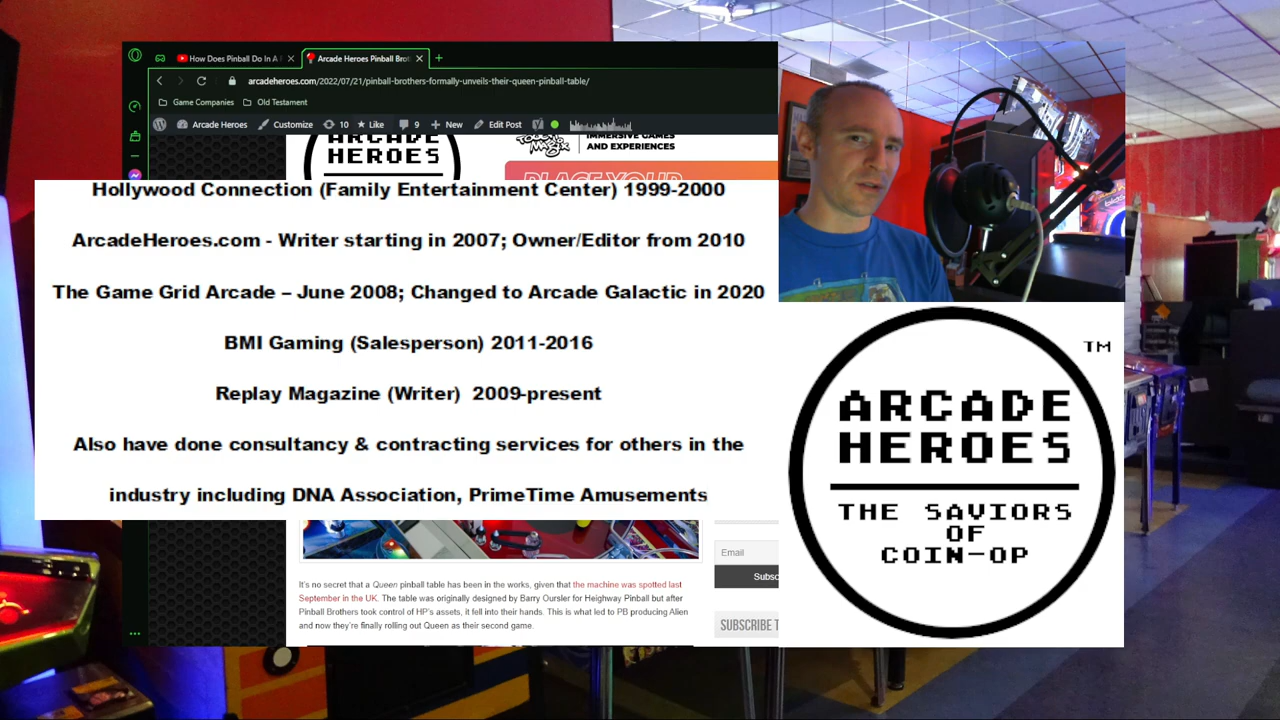 How Does Pinball Do In A
Arcade Heroes Pinball Bro
arcadeheroes.com/2022/07/21/pinball-brothers-formally-unveils-their-queen-pinball-table/
Game Companies
Old Testament
Arcade Heroes
Customize
10
Like
9
New
Edit Post
ARCADE
HEROES
IMMERSIVE GAMES
AND EXPERIENCES
PLACE YOUR
Hollywood Connection (Family Entertainment Center) 1999-2000
ArcadeHeroes.com - Writer starting in 2007; Owner/Editor from 2010
The Game Grid Arcade – June 2008; Changed to Arcade Galactic in 2020
BMI Gaming (Salesperson) 2011-2016
Replay Magazine (Writer) 2009-present
Also have done consultancy & contracting services for others in the
industry including DNA Association, PrimeTime Amusements
It's no secret that a Queen pinball table has been in the works, given that the machine was spotted last
September in the UK. The table was originally designed by Barry Oursler for Heighway Pinball but after
Pinball Brothers took control of HP's assets, it fell into their hands. This is what led to PB producing Alien
and now they're finally rolling out Queen as their second game.
Email
Subsc
SUBSCRIBE T
ARCADE
HEROES
TM
THE SAVIORS
OF
COIN-OP